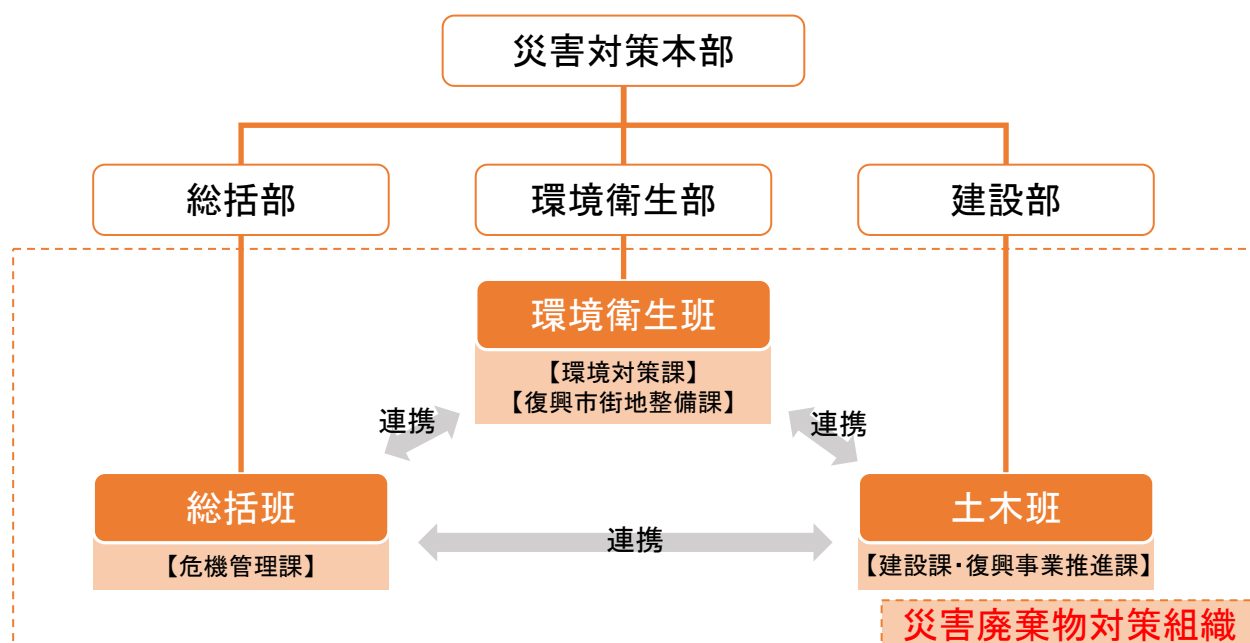 災害対策本部
総括部
環境衛生部
建設部
環境衛生班
【環境対策課】
【復興市街地整備課】
連携
連携
総括班
【危機管理課】
連携
土木班
【建設課・復興事業推進課】
災害廃棄物対策組織